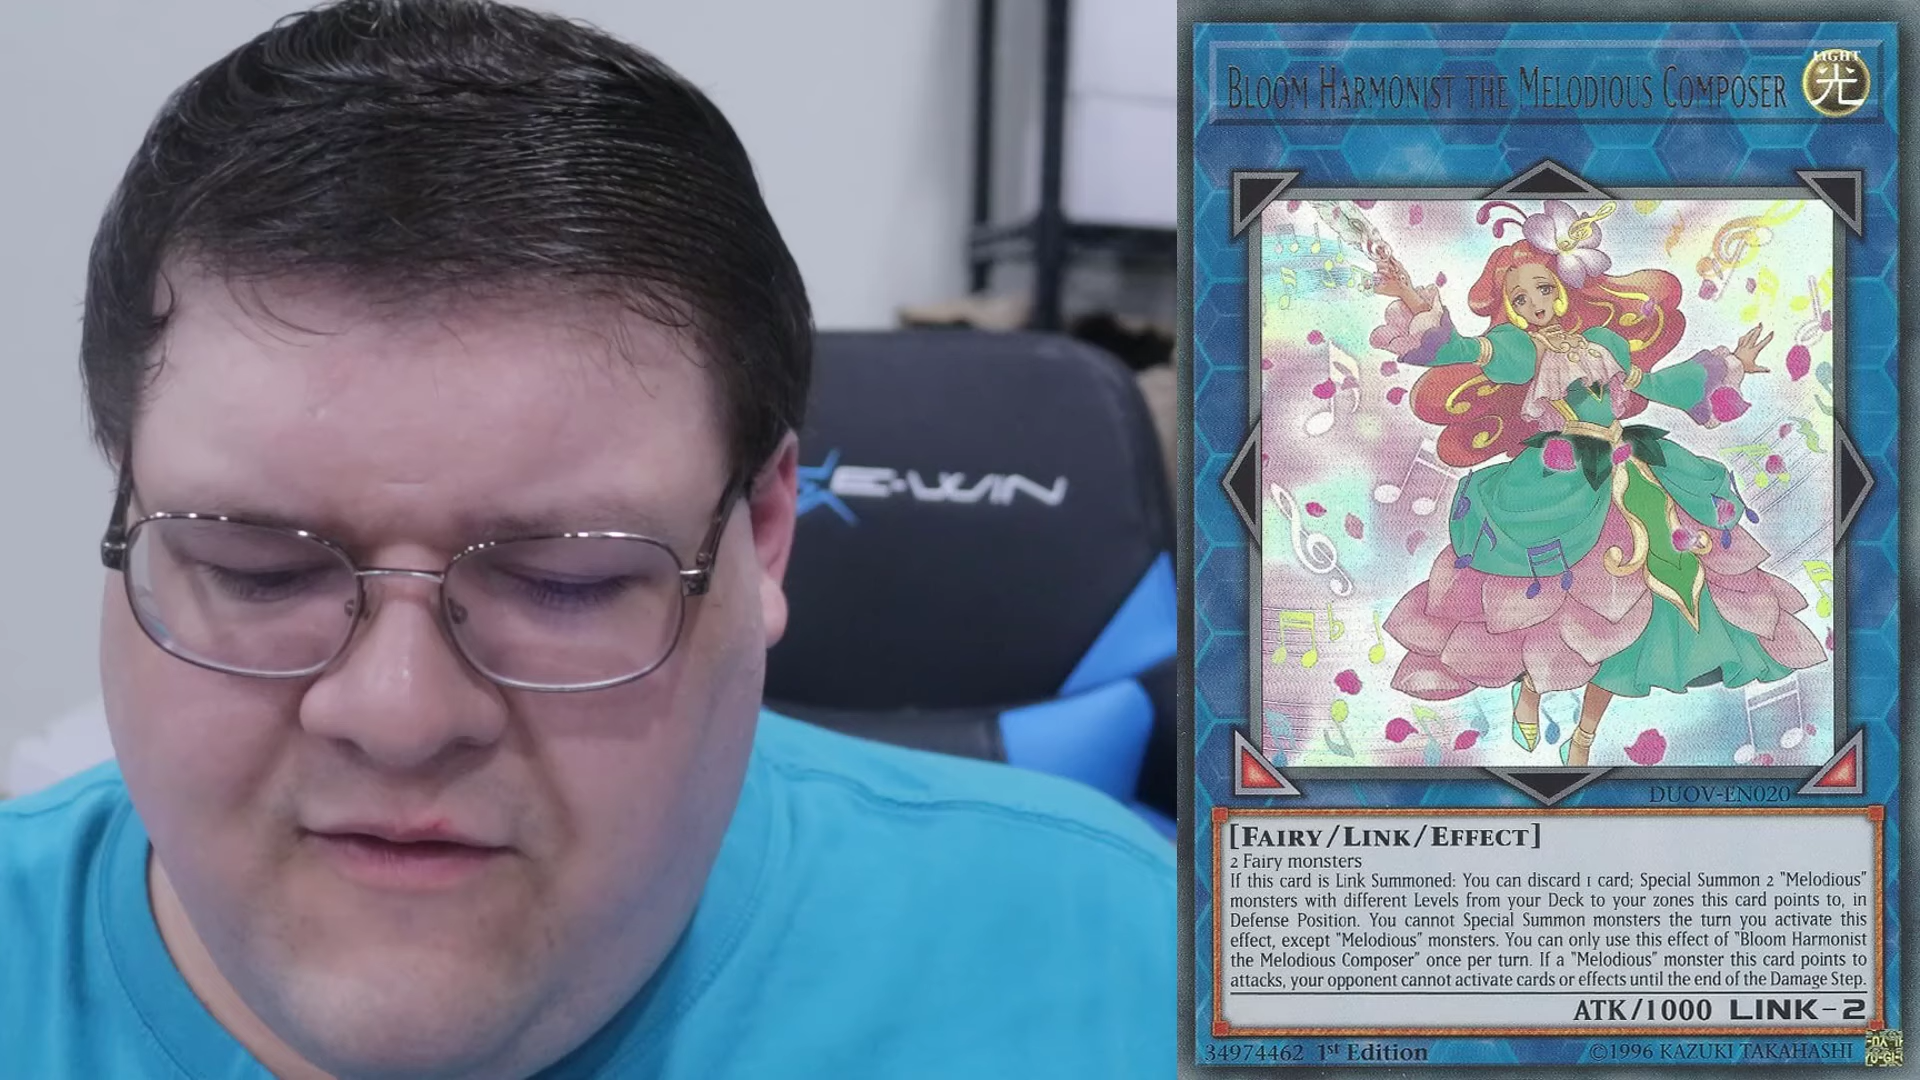 E-WIN
BLOOM HARMONIST THE MELODIOUS COMPOSER
LIGHT
光
DUOV-EN020
[FAIRY/LINK/EFFECT]
2 Fairy monsters
If this card is Link Summoned: You can discard 1 card; Special Summon 2 "Melodious"
monsters with different Levels from your Deck to your zones this card points to, in
Defense Position. You cannot Special Summon monsters the turn you activate this
effect, except "Melodious" monsters. You can only use this effect of "Bloom Harmonist
the Melodious Composer" once per turn. If a "Melodious" monster this card points to
attacks, your opponent cannot activate cards or effects until the end of the Damage Step.
ATK/1000 LINK-2
34974462 1st Edition ©1996 KAZUKI TAKAHASHI